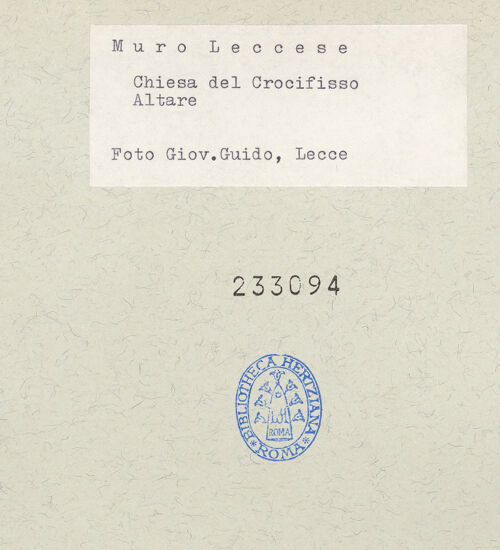 Muro Leccese
Chiesa del Crocifisso
Altare
Foto Giov.Guido, Lecce
233094
BIBLIOTHECA HERTZIANA
ROMA
* ROMA *